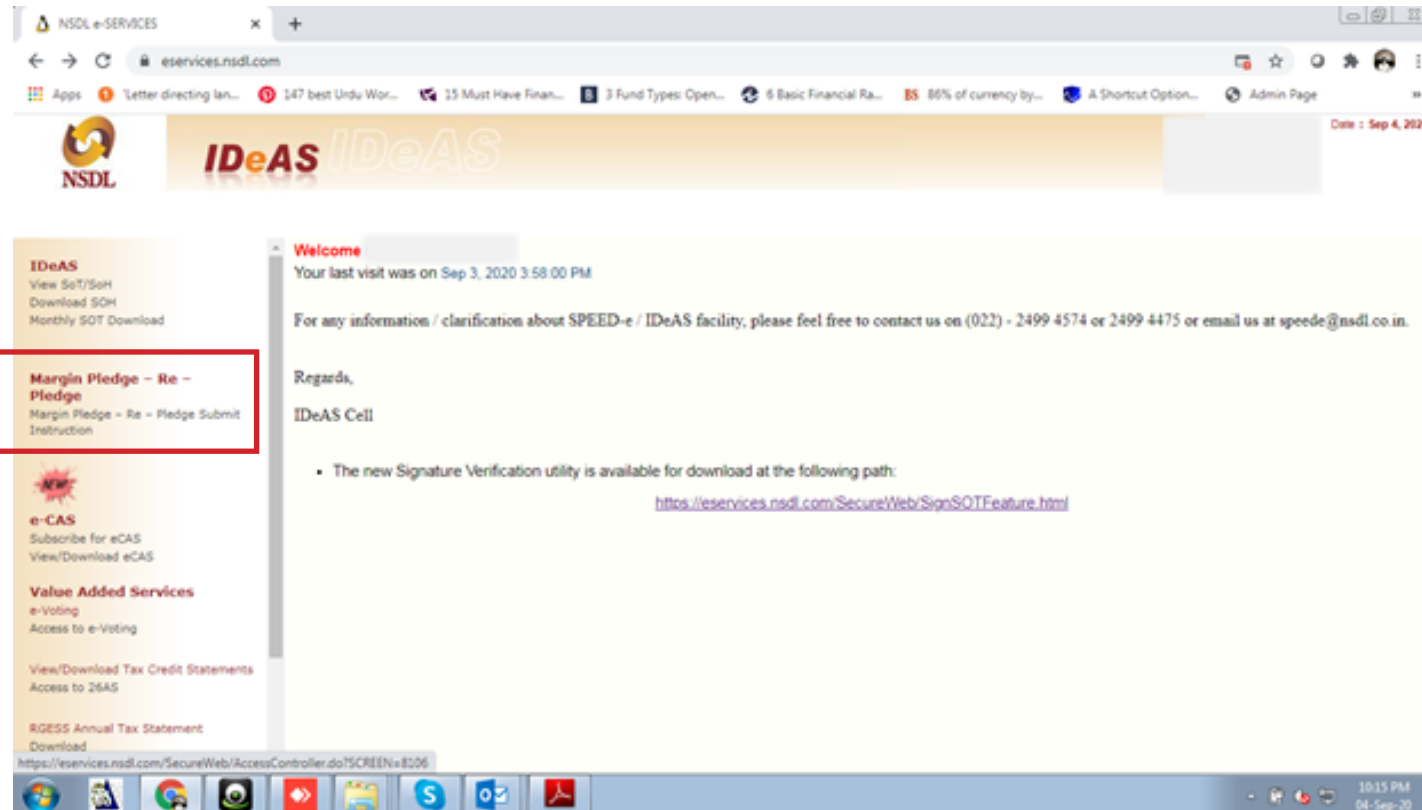 NSDL e-SERVICES
eservices.nsdl.com
Apps
'Letter directing lan...
147 best Urdu Wor...
15 Must Have Finan...
3 Fund Types: Open...
6 Basic Financial Ra...
BS 86% of currency by...
A Shortcut Option...
Admin Page
NSDL
IDeAS IDeAS
Date : Sep 4, 202
IDeAS
View SoT/SoH
Download SOH
Monthly SOT Download
Margin Pledge – Re –
Pledge
Margin Pledge – Re – Pledge Submit
Instruction
NEW
e-CAS
Subscribe for eCAS
View/Download eCAS
Value Added Services
e-Voting
Access to e-Voting
View/Download Tax Credit Statements
Access to 26AS
RGESS Annual Tax Statement
Download
Welcome
Your last visit was on Sep 3, 2020 3:58:00 PM
For any information / clarification about SPEED-e / IDeAS facility, please feel free to contact us on (022) - 2499 4574 or 2499 4475 or email us at speede@nsdl.co.in.
Regards,
IDeAS Cell
• The new Signature Verification utility is available for download at the following path:
https://eservices.nsdl.com/SecureWeb/SignSOTFeature.html
https://eservices.nsdl.com/SecureWeb/AccessController.do?SCREEN=8106
10:15 PM
04-Sep-20